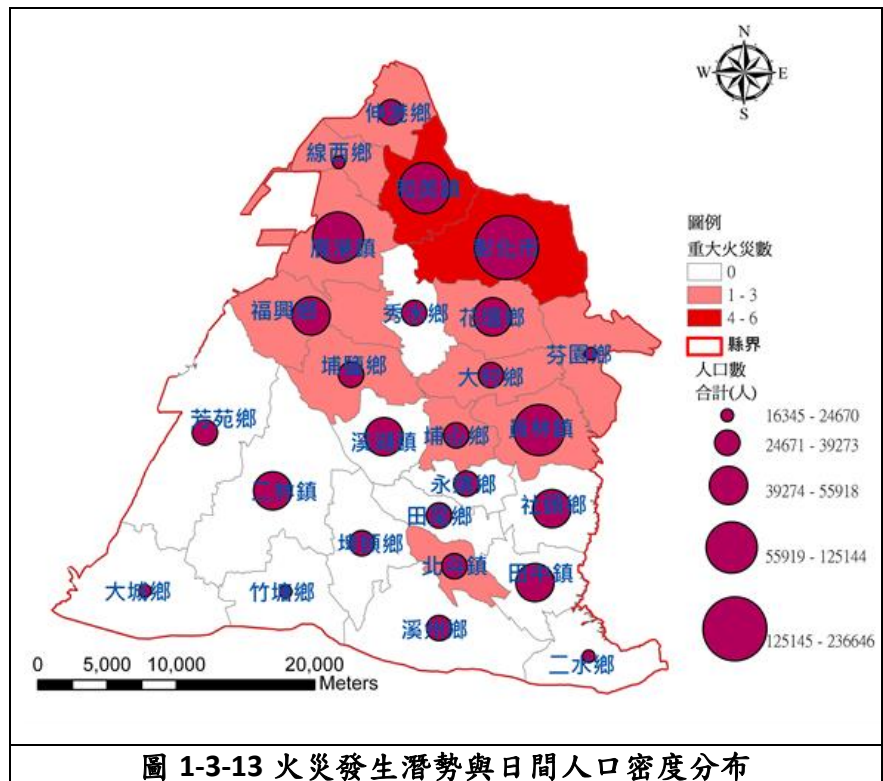 N
W
E
S
伸港鄉
線西鄉
和美鎮
鹿港鎮
彰化市
福興鄉
秀水鄉
花壇鄉
芬園鄉
埔鹽鄉
大村鄉
芳苑鄉
溪湖鎮
埔心鄉
員林鎮
永靖鄉
二林鎮
社頭鄉
田尾鄉
埤頭鄉
北斗鎮
田中鎮
大城鄉
竹塘鄉
溪州鄉
二水鄉
圖例
重大火災數
0
1 - 3
4 - 6
縣界
人口數
合計(人)
16345 - 24670
24671 - 39273
39274 - 55918
55919 - 125144
125145 - 236646
0 5,000 10,000 20,000
Meters
圖 1-3-13 火災發生潛勢與日間人口密度分布